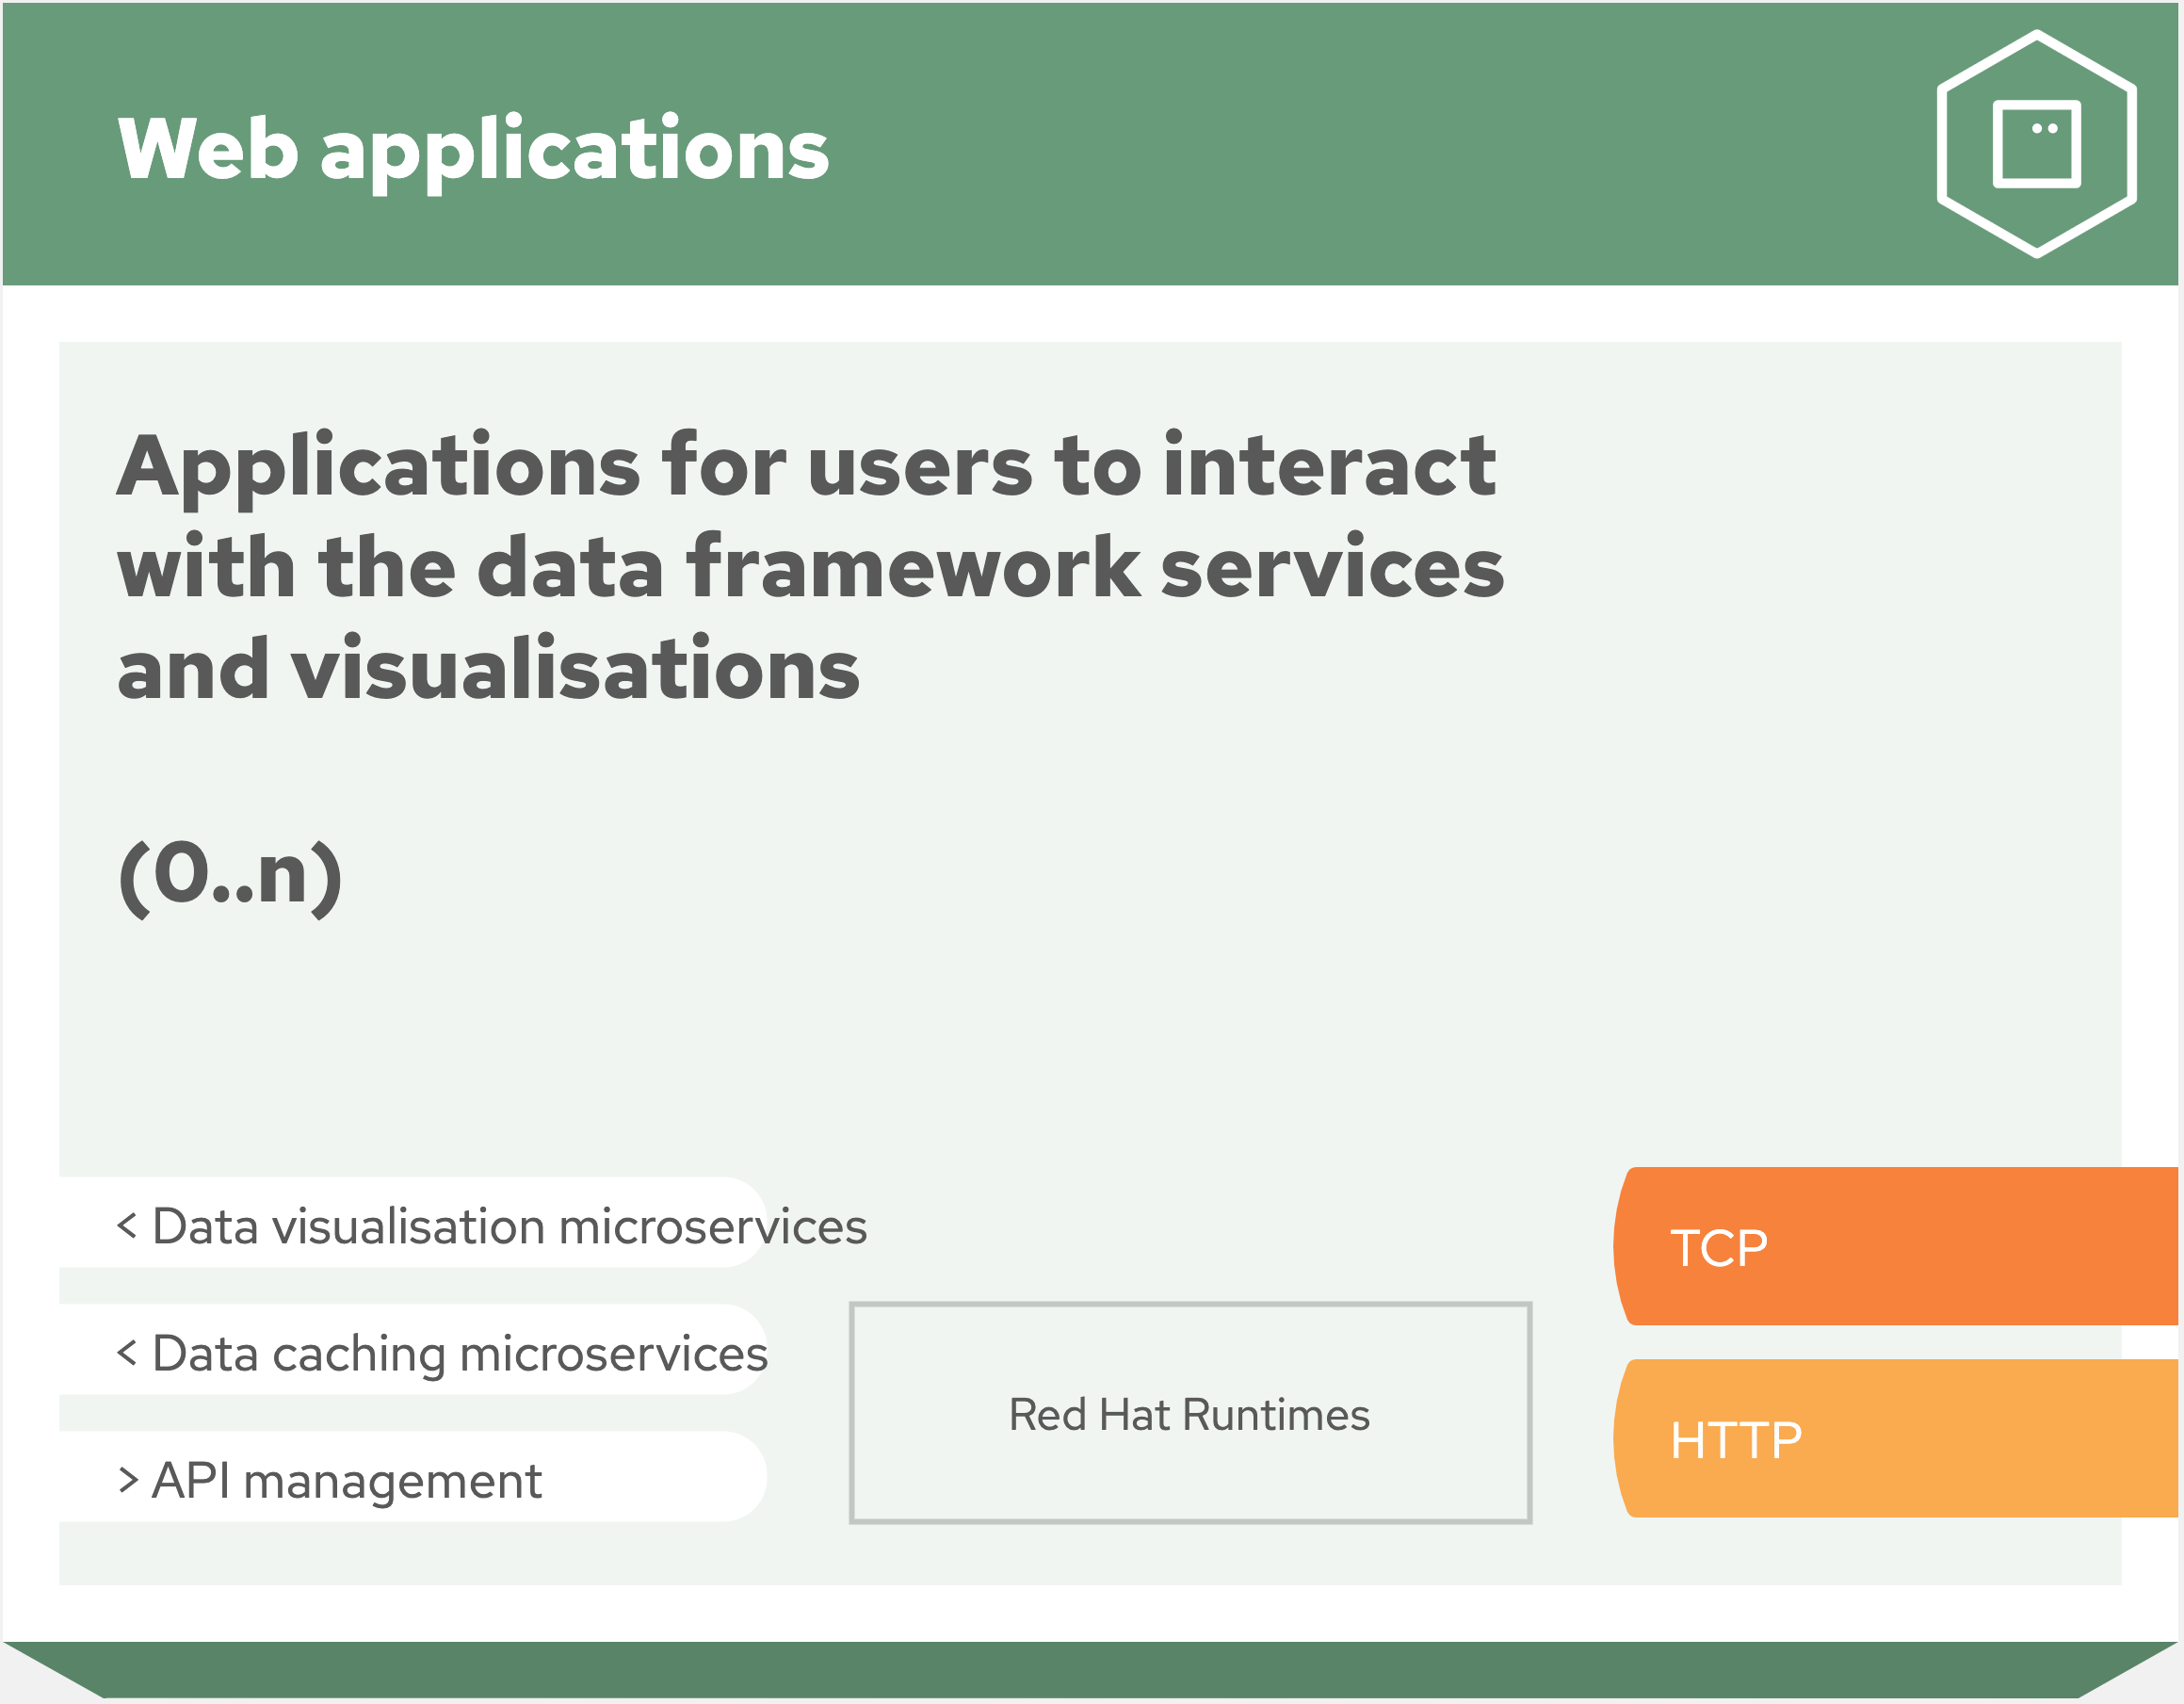 Web applications
Applications for users to interact
with the data framework services
and visualisations
(0..n)
< Data visualisation microservices
< Data caching microservices
> API management
Red Hat Runtimes
TCP
HTTP